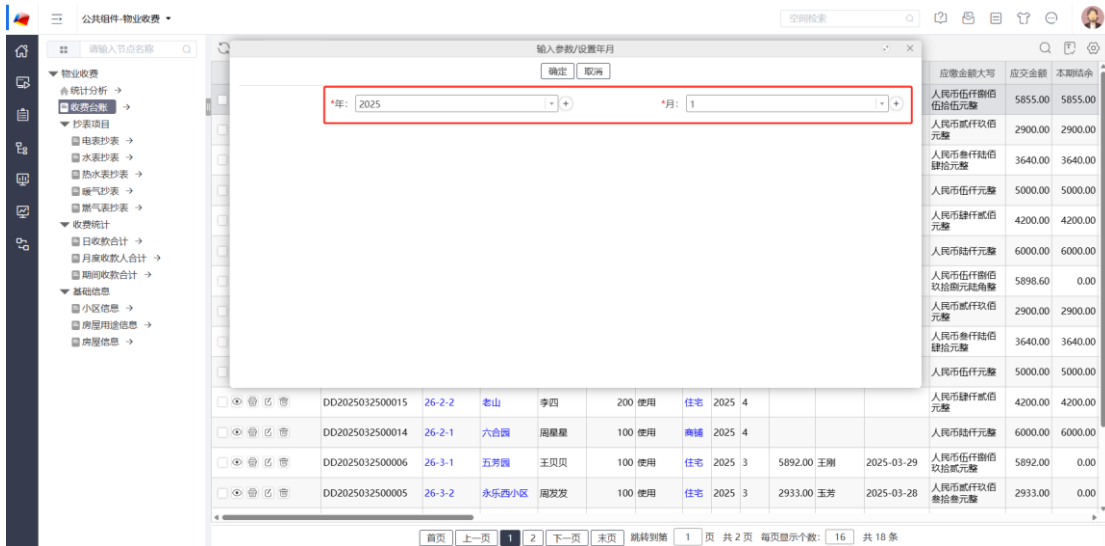 公共组件-物业收费
空间检索
请输入节点名称
物业收费
统计分析
收费台账
抄表项目
电表抄表
水表抄表
热水表抄表
暖气抄表
燃气表抄表
收费统计
日收款合计
月度收款人合计
期间收款合计
基础信息
小区信息
房屋用途信息
房屋信息
输入参数/设置年月
确定 取消
*年: 2025 *月: 1
应缴金额大写 应交金额 本期结余
人民币伍仟捌佰
伍拾伍元整 5855.00 5855.00
人民币贰仟玖佰
元整 2900.00 2900.00
人民币叁仟陆佰
肆拾元整 3640.00 3640.00
人民币伍仟元整 5000.00 5000.00
人民币肆仟贰佰
元整 4200.00 4200.00
人民币陆仟元整 6000.00 6000.00
人民币伍仟捌佰
玖拾捌元陆角整 5898.60 0.00
人民币贰仟玖佰
元整 2900.00 2900.00
人民币叁仟陆佰
肆拾元整 3640.00 3640.00
人民币伍仟元整 5000.00 5000.00
DD2025032500015 26-2-2 老山 李四 200 使用 住宅 2025 4 人民币肆仟贰佰
元整 4200.00 4200.00
DD2025032500014 26-2-1 六合园 周星星 100 使用 商铺 2025 4 人民币陆仟元整 6000.00 6000.00
DD2025032500006 26-3-1 五芳园 王贝贝 100 使用 住宅 2025 3 5892.00 王刚 2025-03-29 人民币伍仟捌佰
玖拾贰元整 5892.00 0.00
DD2025032500005 26-3-2 永乐西小区 周发发 100 使用 住宅 2025 3 2933.00 玉芳 2025-03-28 人民币贰仟玖佰
叁拾叁元整 2933.00 0.00
首页 上一页 1 2 下一页 末页 跳转到第 1 页 共 2 页 每页显示个数: 16 共 18 条